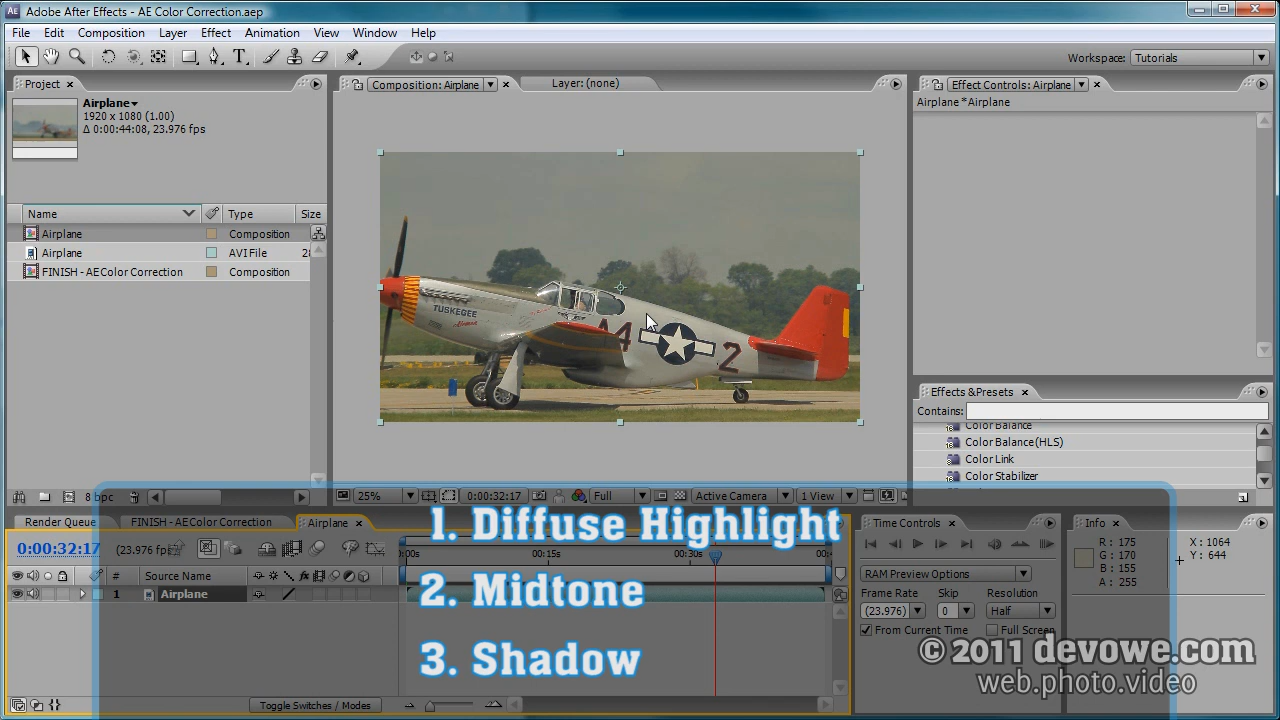 Adobe After Effects - AE Color Correction.aep
File Edit Composition Layer Effect Animation View Window Help
Workspace: Tutorials
Project
Airplane
1920 x 1080 (1.00)
Δ 0:00:44:08, 23.976 fps
Name Type Size
Airplane Composition
Airplane AVI File
FINISH - AE Color Correction Composition
8 bpc
Composition: Airplane
Layer: (none)
TUSKEGEE
A4
2
25% 0:00:32:17 Full Active Camera 1 View
Effect Controls: Airplane
Airplane * Airplane
Effects & Presets
Contains:
Color Balance
Color Balance (HLS)
Color Link
Color Stabilizer
Render Queue FINISH - AE Color Correction Airplane
0:00:32:17 (23.976 fps)
# Source Name
1 Airplane
00s 00:15s 00:30s
Toggle Switches / Modes
1. Diffuse Highlight
2. Midtone
3. Shadow
Time Controls
RAM Preview Options
Frame Rate Skip Resolution
(23.976) 0 Half
From Current Time Full Screen
Info
R : 175
G : 170
B : 155
A : 255
X : 1064
Y : 644
© 2011 devowe.com
web.photo.video